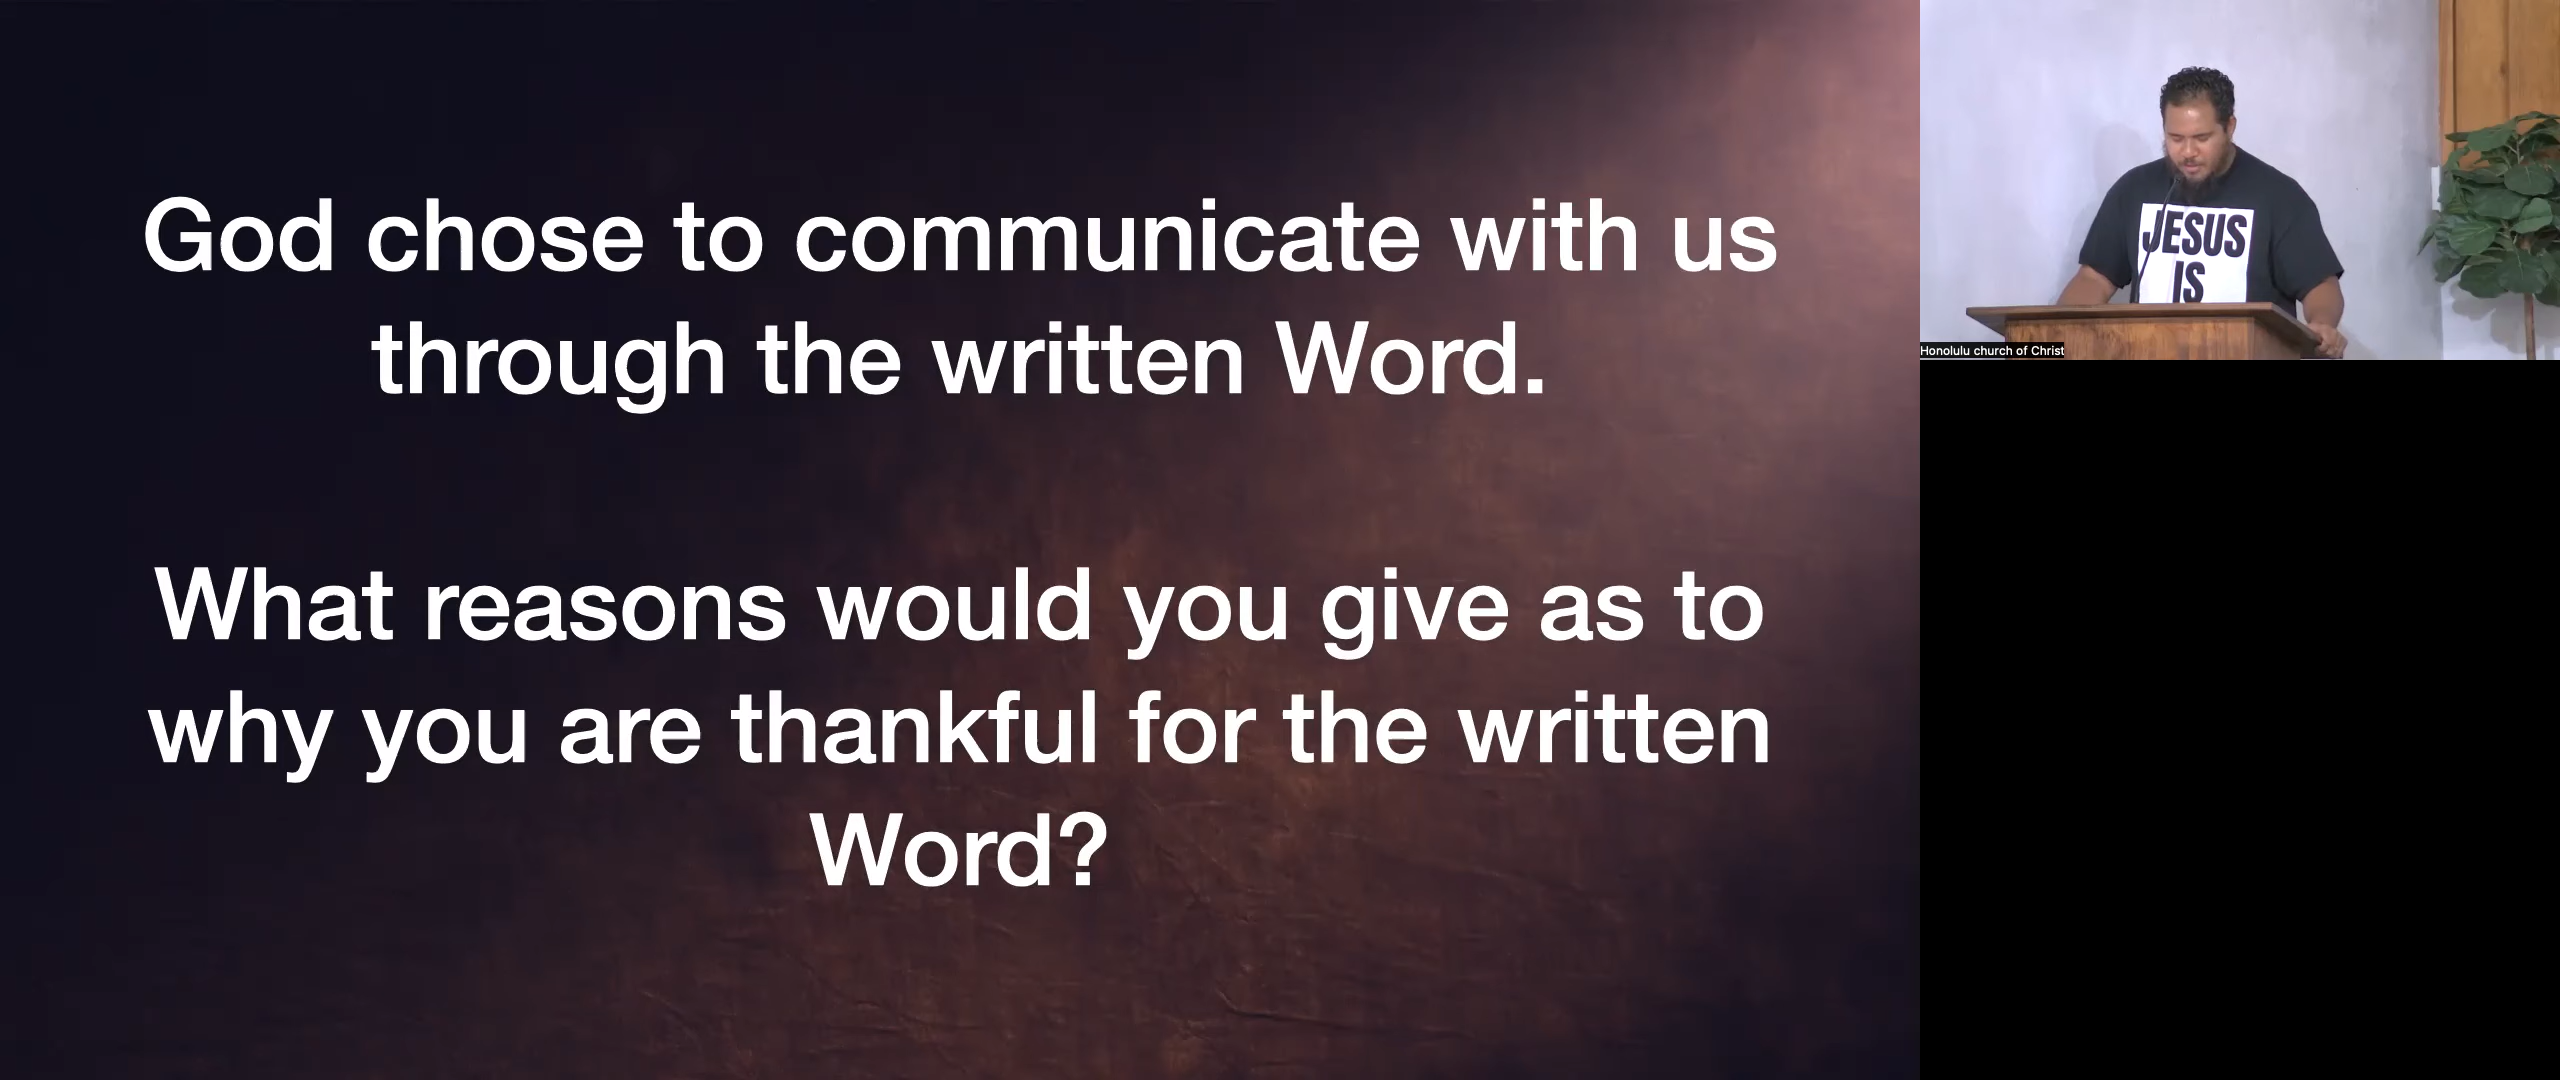 God chose to communicate with us
through the written Word.
What reasons would you give as to
why you are thankful for the written
Word?
JESUS
IS
Honolulu church of Christ